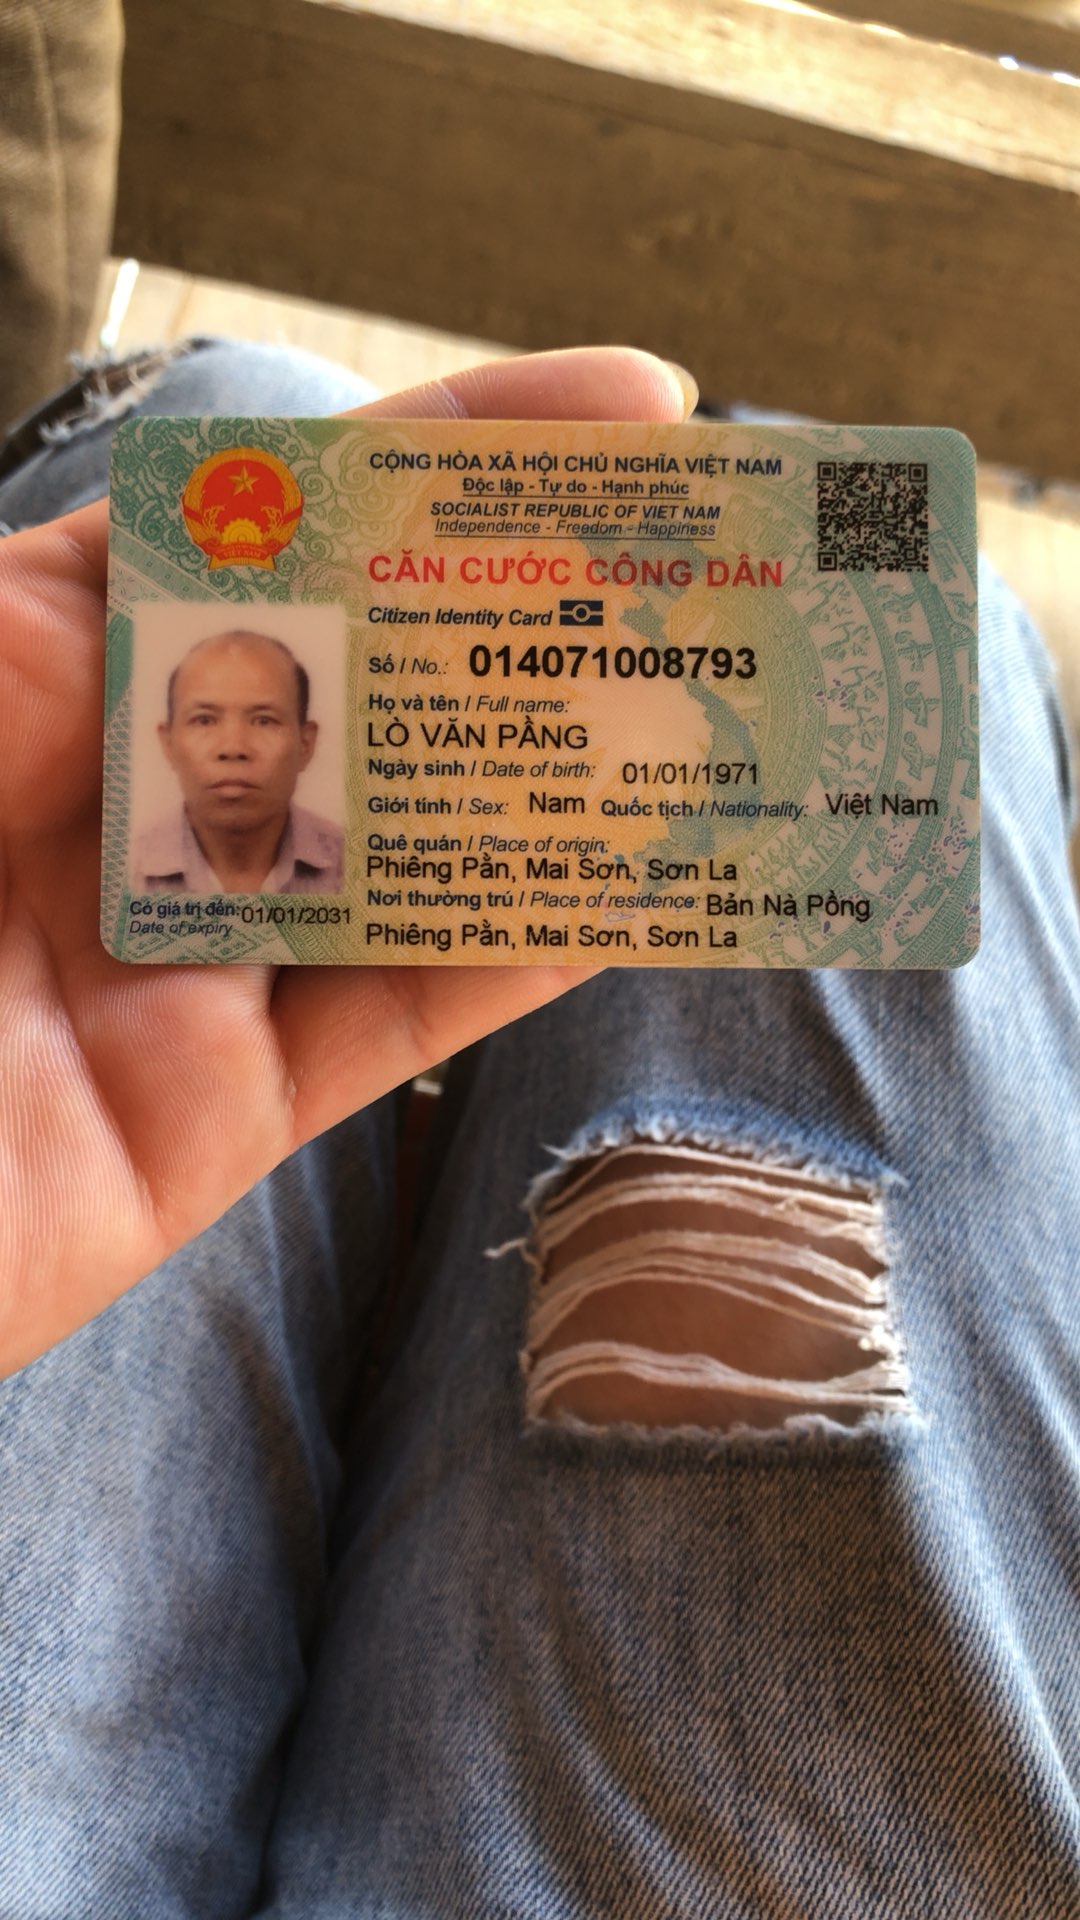 CỘNG HÒA XÃ HỘI CHỦ NGHĨA VIỆT NAM
Độc lập - Tự do - Hạnh phúc
SOCIALIST REPUBLIC OF VIET NAM
Independence - Freedom - Happiness
CĂN CƯỚC CÔNG DÂN
Citizen Identity Card
Số / No.: 014071008793
Họ và tên / Full name:
LÒ VĂN PẰNG
Ngày sinh / Date of birth: 01/01/1971
Giới tính / Sex: Nam Quốc tịch / Nationality: Việt Nam
Quê quán / Place of origin:
Phiêng Pằn, Mai Sơn, Sơn La
Nơi thường trú / Place of residence: Bản Nà Pồng
Phiêng Pằn, Mai Sơn, Sơn La
Có giá trị đến: 01/01/2031
Date of expiry
VIỆT NAM